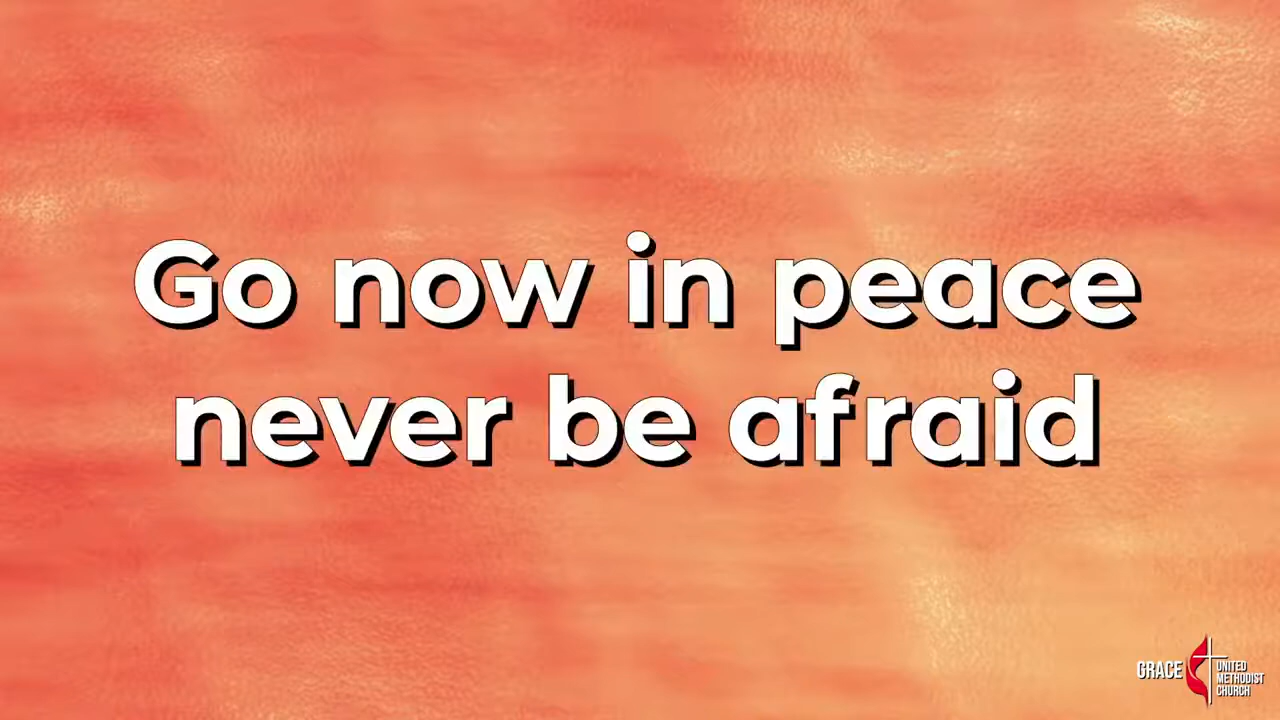 Go now in peace
never be afraid
GRACE
UNITED
METHODIST
CHURCH